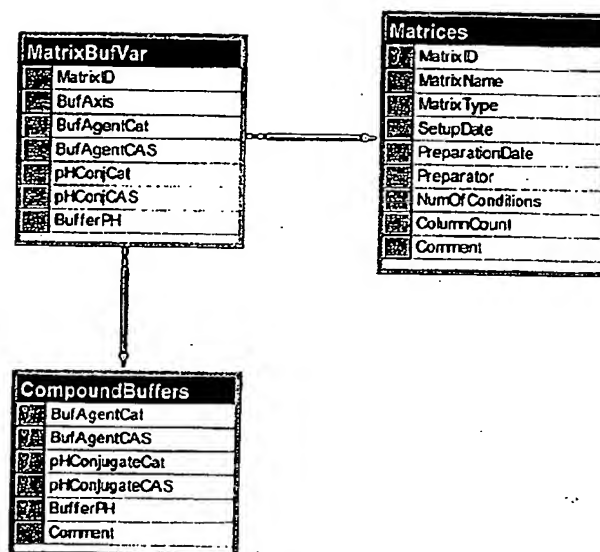 MatrixBufVar
MatrixID
BufAxis
BufAgentCat
BufAgentCAS
pHConjCat
pHConjCAS
BufferPH
Matrices
MatrixID
MatrixName
MatrixType
SetupDate
PreparationDate
Preparator
NumOfConditions
ColumnCount
Comment
CompoundBuffers
BufAgentCat
BufAgentCAS
pHConjugateCat
pHConjugateCAS
BufferPH
Comment